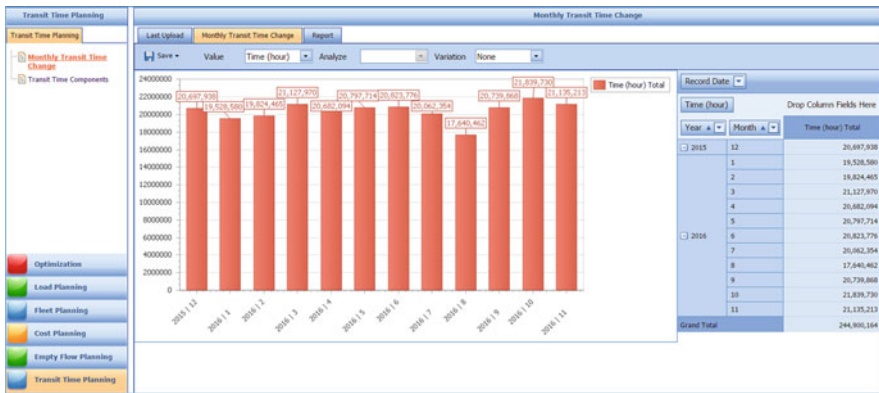 Transit Time Planning
Monthly Transit Time Change
Transit Time Planning
Monthly Transit Time
Change
Transit Time Components
Optimization
Load Planning
Fleet Planning
Cost Planning
Empty Flow Planning
Transit Time Planning
Last Upload
Monthly Transit Time Change
Report
Save
Value
Time (hour)
Analyze
Variation
None
24000000
22000000
20000000
18000000
16000000
14000000
12000000
10000000
8000000
6000000
4000000
2000000
0
20,697,938
19,528,580
19,824,465
21,127,970
20,682,094
20,797,714
20,823,776
20,062,354
17,640,462
20,739,868
21,839,730
21,135,213
2015 | 12
2016 | 1
2016 | 2
2016 | 3
2016 | 4
2016 | 5
2016 | 6
2016 | 7
2016 | 8
2016 | 9
2016 | 10
2016 | 11
Time (hour) Total
Record Date
Time (hour)
Drop Column Fields Here
Year
Month
Time (hour) Total
2015 12 20,697,938
1 19,528,580
2 19,824,465
3 21,127,970
4 20,682,094
5 20,797,714
2016 6 20,823,776
7 20,062,354
8 17,640,462
9 20,739,868
10 21,839,730
11 21,135,213
Grand Total 244,900,164